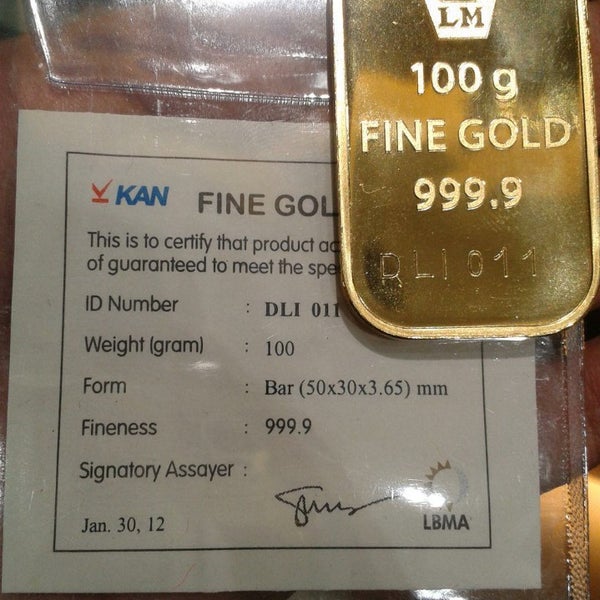 LM
100 g
FINE GOLD
999.9
DLI 011
KAN
FINE GOL
This is to certify that product
of guaranteed to meet the spe
ID Number : DLI 011
Weight (gram) : 100
Form : Bar (50x30x3.65) mm
Fineness : 999.9
Signatory Assayer :
Jan. 30, 12
LBMA